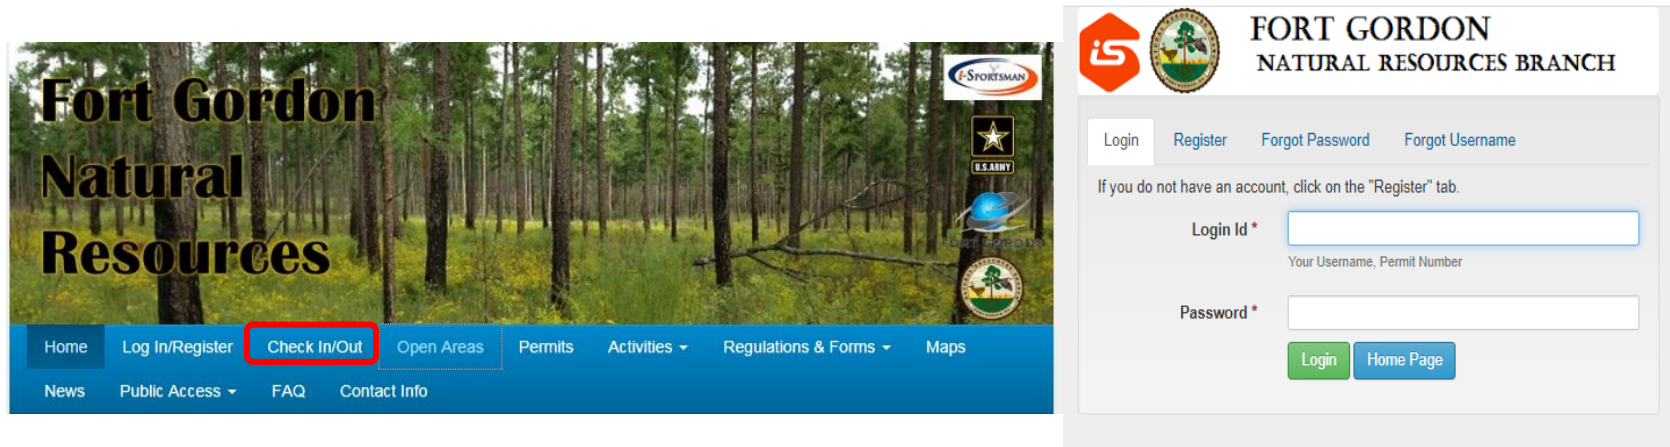 Fort Gordon
Natural
Resources
i-Sportsman
U.S.ARMY
FORT GORDON
Home Log In/Register Check In/Out Open Areas Permits Activities Regulations & Forms Maps
News Public Access FAQ Contact Info
iS
FORT GORDON
NATURAL RESOURCES BRANCH
Login Register Forgot Password Forgot Username
If you do not have an account, click on the "Register" tab.
Login Id *
Your Username, Permit Number
Password *
Login Home Page